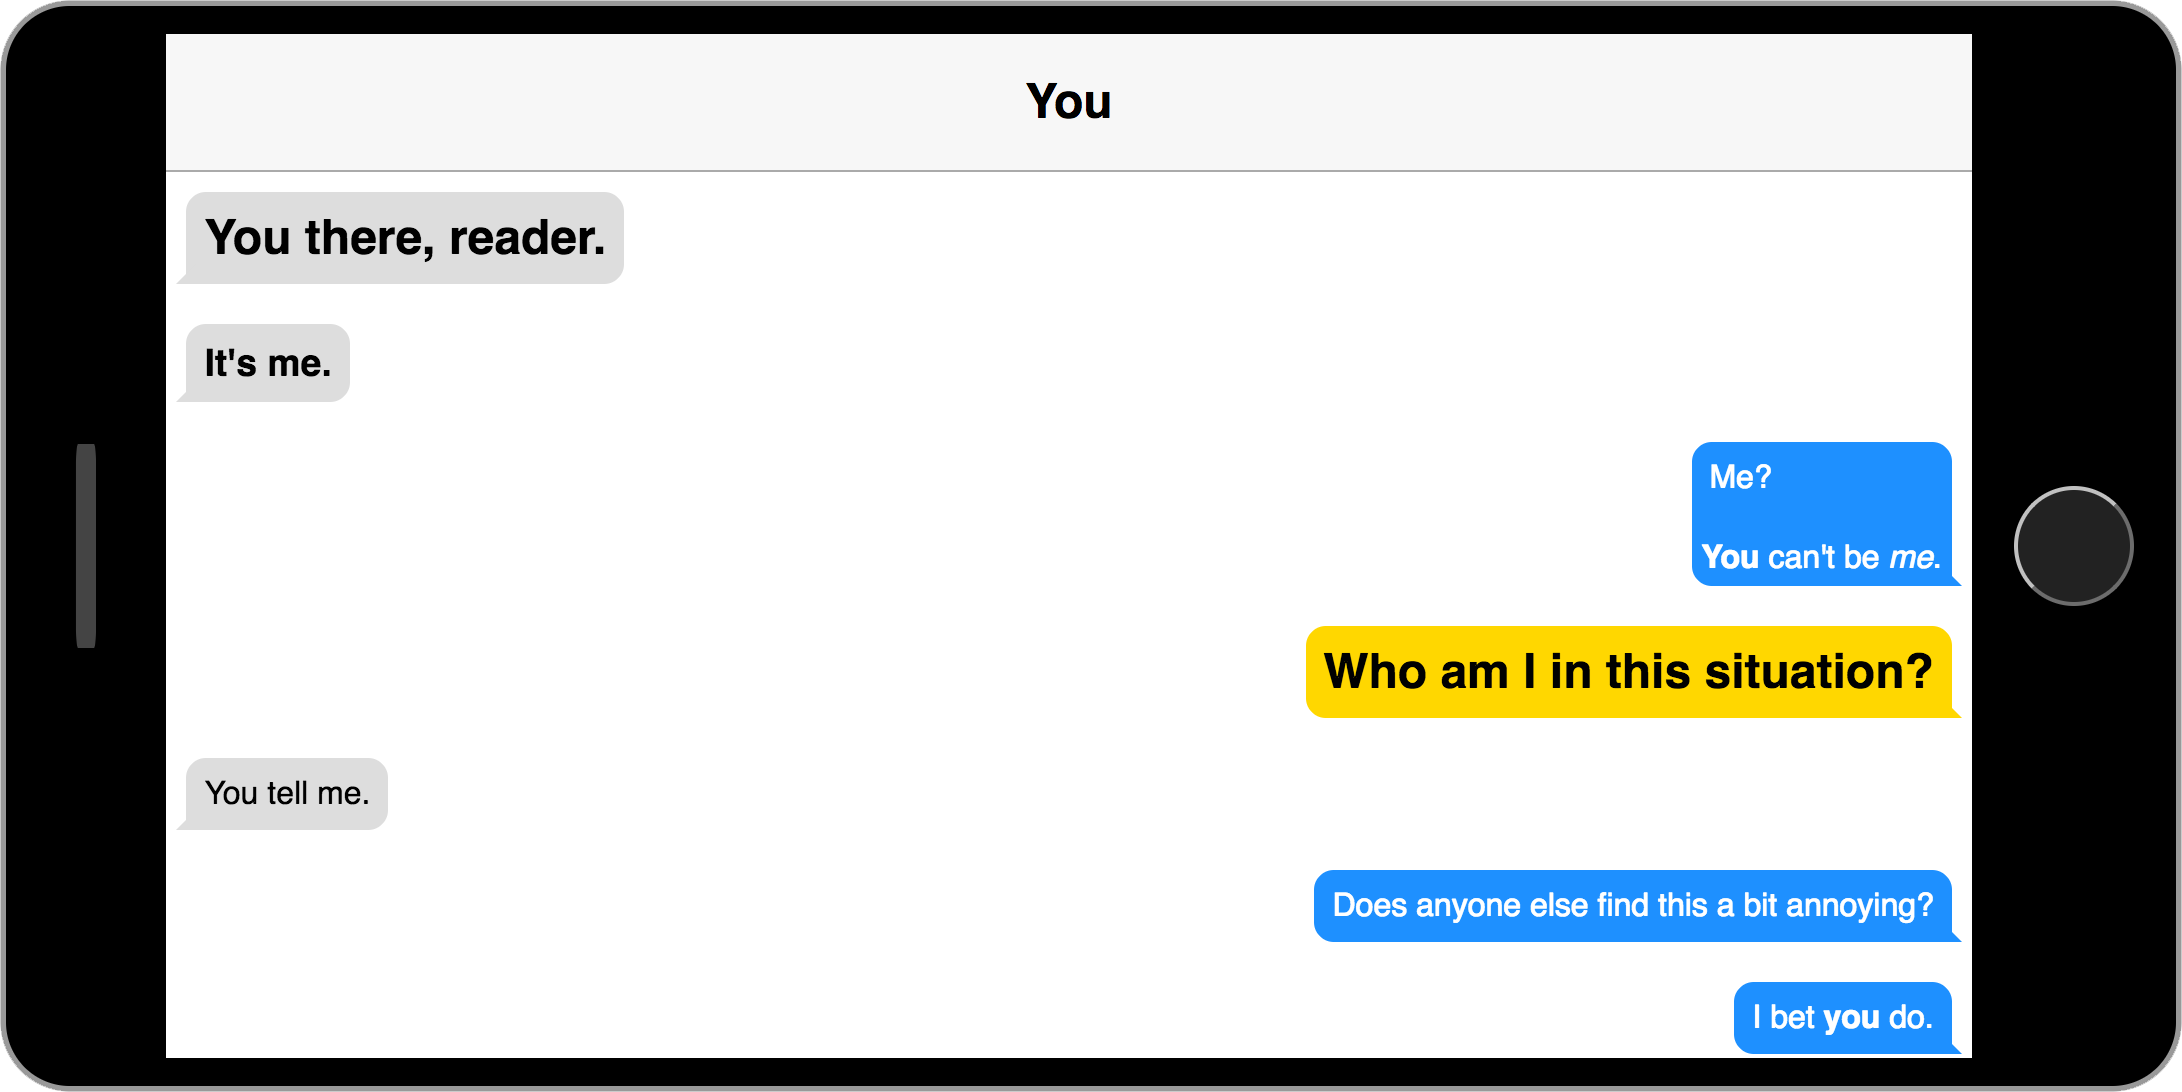 You
You there, reader.
It's me.
Me?
You can't be me.
Who am I in this situation?
You tell me.
Does anyone else find this a bit annoying?
I bet you do.